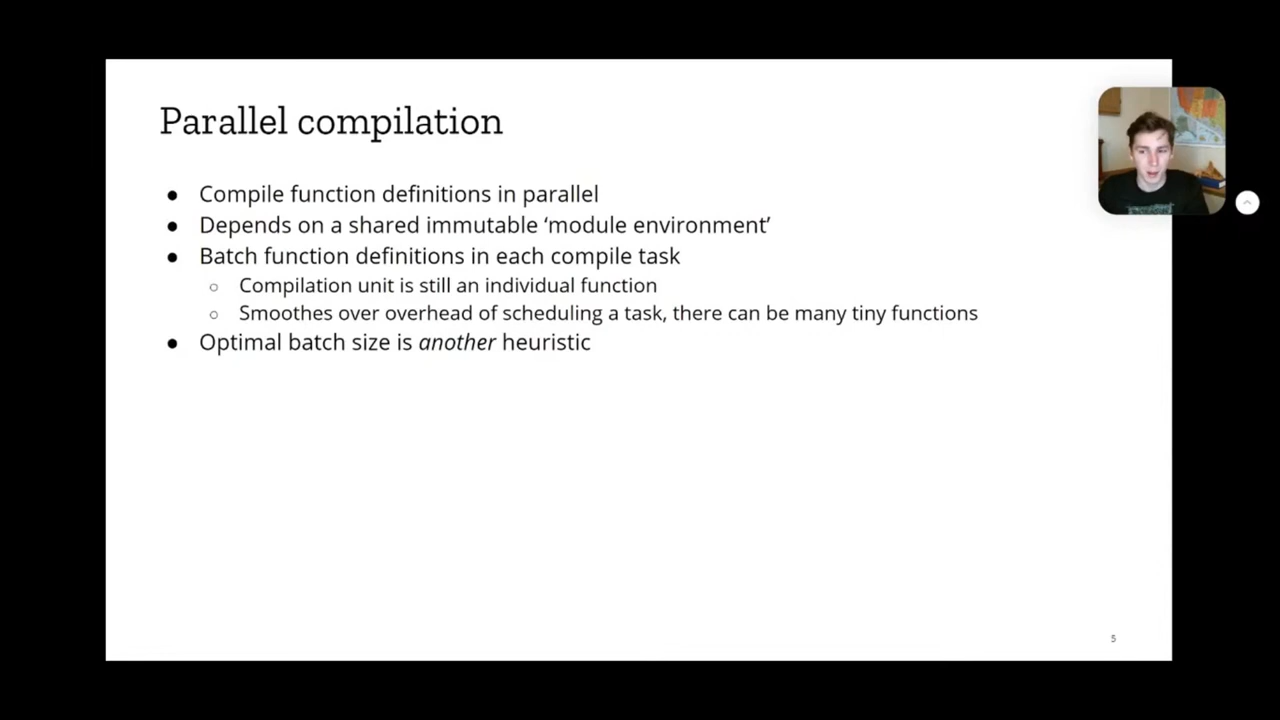 Parallel compilation
● Compile function definitions in parallel
● Depends on a shared immutable ‘module environment’
● Batch function definitions in each compile task
○ Compilation unit is still an individual function
○ Smoothes over overhead of scheduling a task, there can be many tiny functions
● Optimal batch size is another heuristic
5